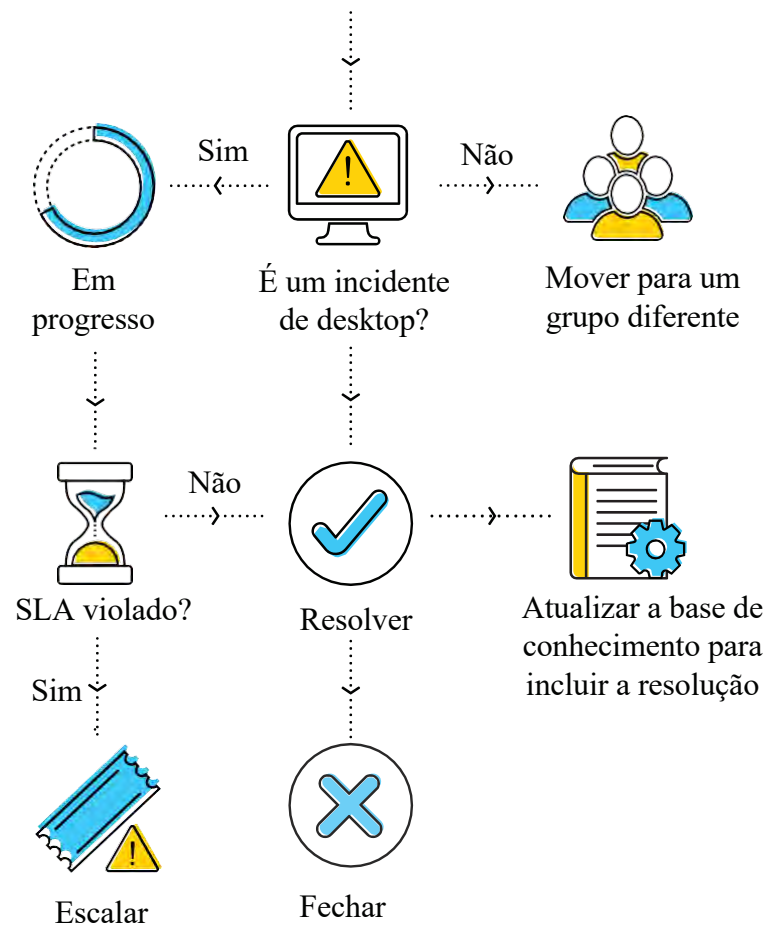 Sim
Não
Em
progresso
É um incidente
de desktop?
Mover para um
grupo diferente
Não
SLA violado?
Resolver
Atualizar a base de
conhecimento para
incluir a resolução
Sim
Escalar
Fechar